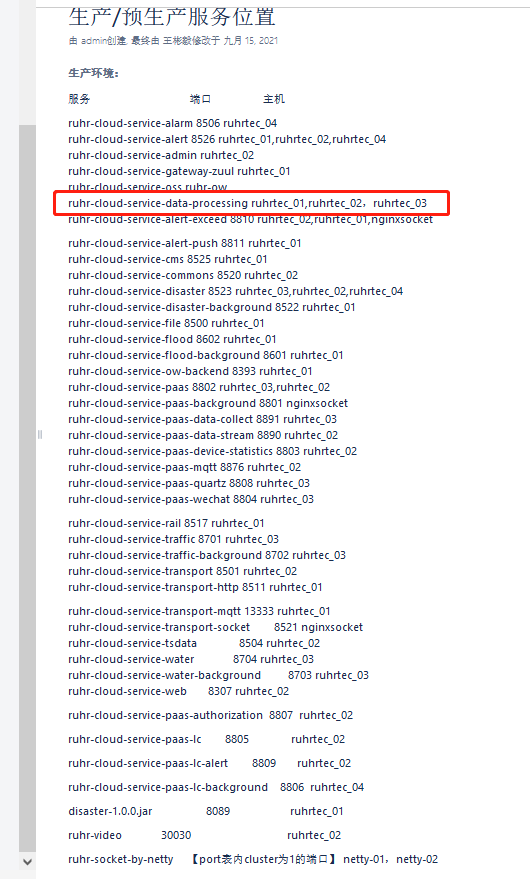 生产/预生产服务位置
由 admin创建, 最终由 王彬毅修改于 九月 15, 2021
生产环境：
服务 端口 主机
ruhr-cloud-service-alarm 8506 ruhrtec_04
ruhr-cloud-service-alert 8526 ruhrtec_01,ruhrtec_02,ruhrtec_04
ruhr-cloud-service-admin ruhrtec_02
ruhr-cloud-service-gateway-zuul ruhrtec_01
ruhr-cloud-service-oss ruhr-ow
ruhr-cloud-service-data-processing ruhrtec_01,ruhrtec_02，ruhrtec_03
ruhr-cloud-service-alert-exceed 8810 ruhrtec_02,ruhrtec_01,nginxsocket
ruhr-cloud-service-alert-push 8811 ruhrtec_01
ruhr-cloud-service-cms 8525 ruhrtec_01
ruhr-cloud-service-commons 8520 ruhrtec_02
ruhr-cloud-service-disaster 8523 ruhrtec_03,ruhrtec_02,ruhrtec_04
ruhr-cloud-service-disaster-background 8522 ruhrtec_01
ruhr-cloud-service-file 8500 ruhrtec_01
ruhr-cloud-service-flood 8602 ruhrtec_01
ruhr-cloud-service-flood-background 8601 ruhrtec_01
ruhr-cloud-service-ow-backend 8393 ruhrtec_01
ruhr-cloud-service-paas 8802 ruhrtec_03,ruhrtec_02
ruhr-cloud-service-paas-background 8801 nginxsocket
ruhr-cloud-service-paas-data-collect 8891 ruhrtec_03
ruhr-cloud-service-paas-data-stream 8890 ruhrtec_02
ruhr-cloud-service-paas-device-statistics 8803 ruhrtec_02
ruhr-cloud-service-paas-mqtt 8876 ruhrtec_02
ruhr-cloud-service-paas-quartz 8808 ruhrtec_03
ruhr-cloud-service-paas-wechat 8804 ruhrtec_03
ruhr-cloud-service-rail 8517 ruhrtec_01
ruhr-cloud-service-traffic 8701 ruhrtec_03
ruhr-cloud-service-traffic-background 8702 ruhrtec_03
ruhr-cloud-service-transport 8501 ruhrtec_02
ruhr-cloud-service-transport-http 8511 ruhrtec_01
ruhr-cloud-service-transport-mqtt 13333 ruhrtec_01
ruhr-cloud-service-transport-socket 8521 nginxsocket
ruhr-cloud-service-tsdata 8504 ruhrtec_02
ruhr-cloud-service-water 8704 ruhrtec_03
ruhr-cloud-service-water-background 8703 ruhrtec_03
ruhr-cloud-service-web 8307 ruhrtec_02
ruhr-cloud-service-paas-authorization 8807 ruhrtec_02
ruhr-cloud-service-paas-lc 8805 ruhrtec_02
ruhr-cloud-service-paas-lc-alert 8809 ruhrtec_02
ruhr-cloud-service-paas-lc-background 8806 ruhrtec_04
disaster-1.0.0.jar 8089 ruhrtec_01
ruhr-video 30030 ruhrtec_02
ruhr-socket-by-netty 【port表内cluster为1的端口】 netty-01，netty-02